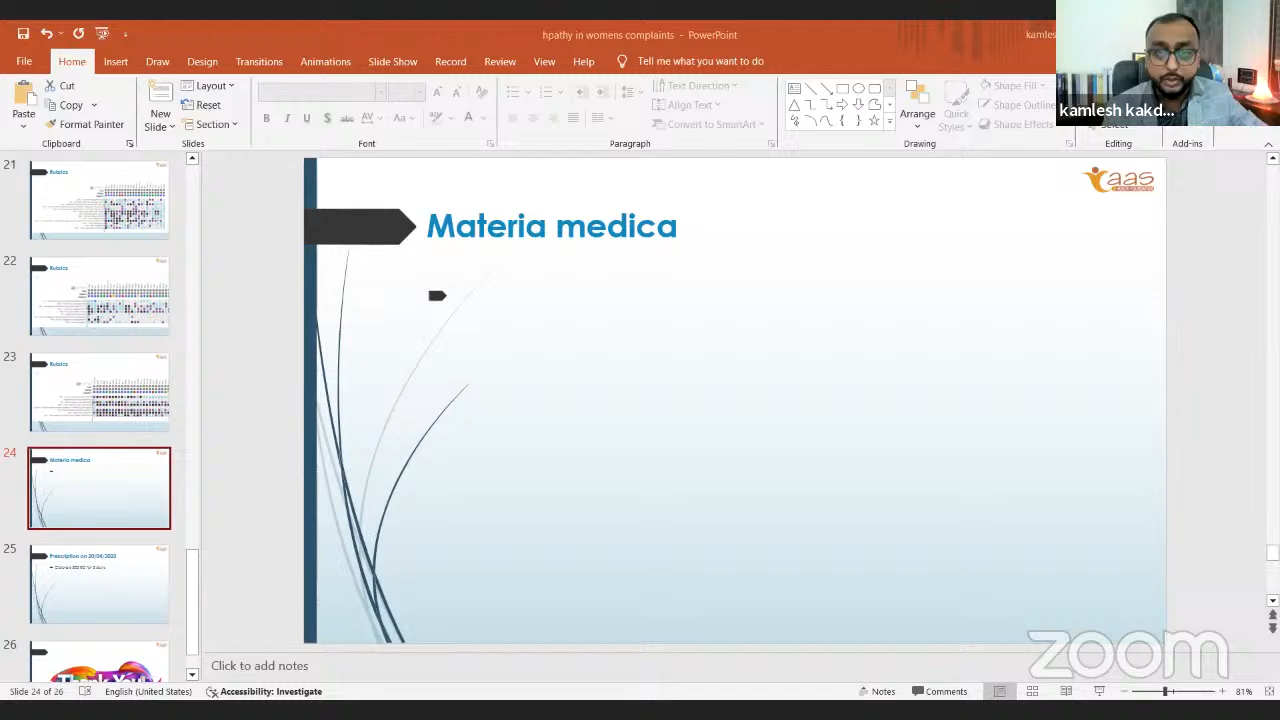 hpathy in womens complaints - PowerPoint
kamles
File Home Insert Draw Design Transitions Animations Slide Show Record Review View Help Tell me what you want to do
Paste
Cut
Copy
Format Painter
Clipboard
New Slide
Layout
Reset
Section
Slides
Font
Text Direction
Align Text
Convert to SmartArt
Paragraph
Arrange
Quick Styles
Shape Fill
Shape Outline
Shape Effects
Drawing
Select
Editing
Add-ins
kamlesh kakd...
21
Rubrics
22
Rubrics
23
Rubrics
24
Materia medica
25
Prescription on 20/04/2023
26
Thank You!
aas
Materia medica
Click to add notes
zoom
Slide 24 of 26 English (United States) Accessibility: Investigate Notes Comments 81%